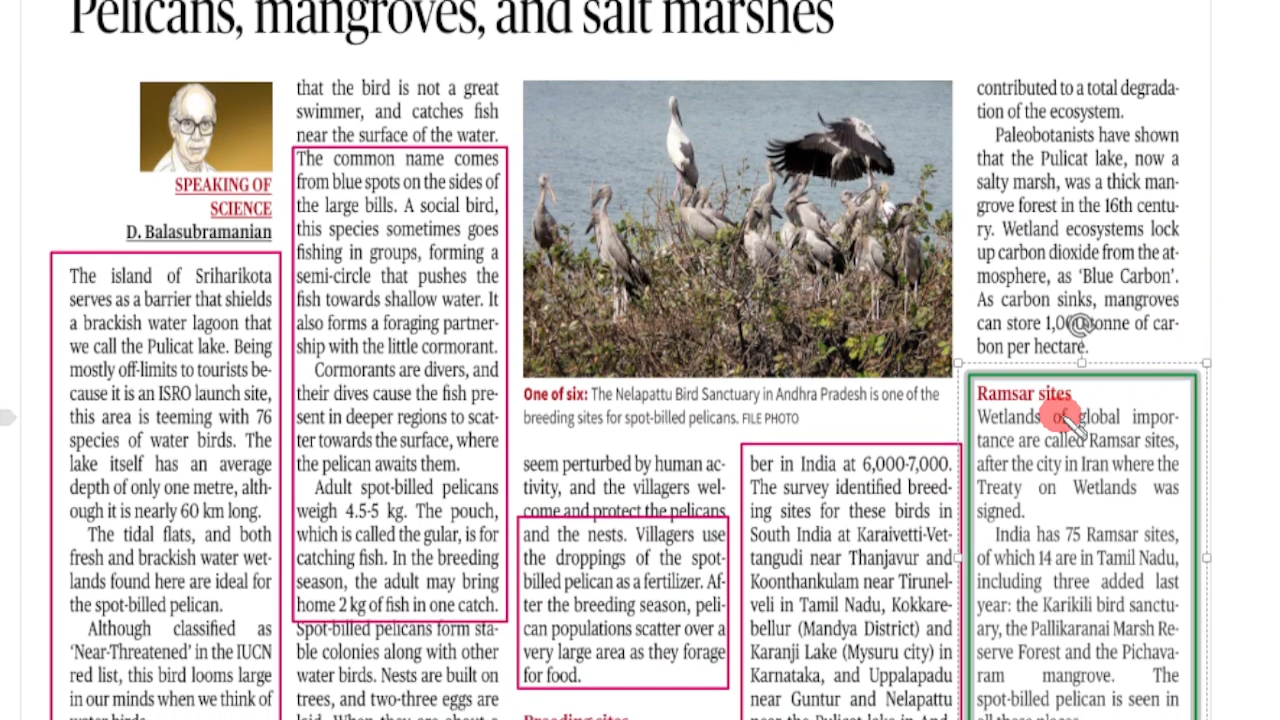 Pelicans, mangroves, and salt marshes
SPEAKING OF
SCIENCE
D. Balasubramanian
The island of Sriharikota
serves as a barrier that shields
a brackish water lagoon that
we call the Pulicat lake. Being
mostly off-limits to tourists be-
cause it is an ISRO launch site,
this area is teeming with 76
species of water birds. The
lake itself has an average
depth of only one metre, alth-
ough it is nearly 60 km long.
The tidal flats, and both
fresh and brackish water wet-
lands found here are ideal for
the spot-billed pelican.
Although classified as
'Near-Threatened' in the IUCN
red list, this bird looms large
in our minds when we think of
water birds.
that the bird is not a great
swimmer, and catches fish
near the surface of the water.
The common name comes
from blue spots on the sides of
the large bills. A social bird,
this species sometimes goes
fishing in groups, forming a
semi-circle that pushes the
fish towards shallow water. It
also forms a foraging partner-
ship with the little cormorant.
Cormorants are divers, and
their dives cause the fish pre-
sent in deeper regions to scat-
ter towards the surface, where
the pelican awaits them.
Adult spot-billed pelicans
weigh 4.5-5 kg. The pouch,
which is called the gular, is for
catching fish. In the breeding
season, the adult may bring
home 2 kg of fish in one catch.
Spot-billed pelicans form sta-
ble colonies along with other
water birds. Nests are built on
trees, and two-three eggs are
laid. When they are about
One of six: The Nelapattu Bird Sanctuary in Andhra Pradesh is one of the
breeding sites for spot-billed pelicans. FILE PHOTO
seem perturbed by human ac-
tivity, and the villagers wel-
come and protect the pelicans
and the nests. Villagers use
the droppings of the spot-
billed pelican as a fertilizer. Af-
ter the breeding season, peli-
can populations scatter over a
very large area as they forage
for food.
Breeding sites
ber in India at 6,000-7,000.
The survey identified breed-
ing sites for these birds in
South India at Karaivetti-Vet-
tangudi near Thanjavur and
Koonthankulam near Tirunel-
veli in Tamil Nadu, Kokkare-
bellur (Mandya District) and
Karanji Lake (Mysuru city) in
Karnataka, and Uppalapadu
near Guntur and Nelapattu
near the Pulicat lake in And-
contributed to a total degrada-
tion of the ecosystem.
Paleobotanists have shown
that the Pulicat lake, now a
salty marsh, was a thick man-
grove forest in the 16th centu-
ry. Wetland ecosystems lock
up carbon dioxide from the at-
mosphere, as 'Blue Carbon'.
As carbon sinks, mangroves
can store 1,000 tonne of car-
bon per hectare.
Ramsar sites
Wetlands of global impor-
tance are called Ramsar sites,
after the city in Iran where the
Treaty on Wetlands was
signed.
India has 75 Ramsar sites,
of which 14 are in Tamil Nadu,
including three added last
year: the Karikili bird sanctu-
ary, the Pallikaranai Marsh Re-
serve Forest and the Pichava-
ram mangrove. The
spot-billed pelican is seen in
all these places.